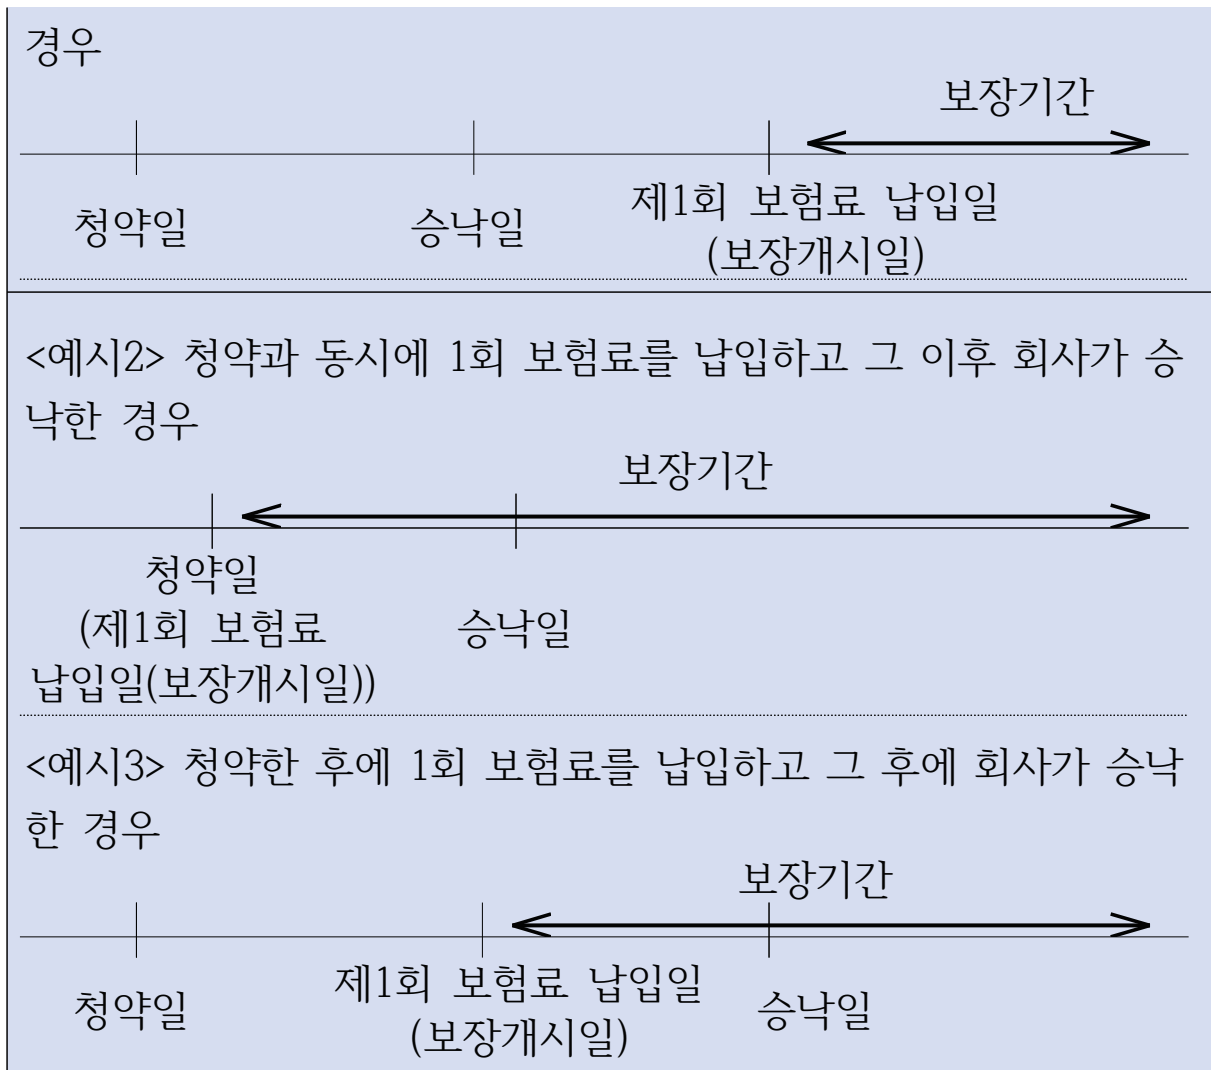 경우
보장기간
청약일
승낙일
제1회 보험료 납입일
(보장개시일)
<예시2> 청약과 동시에 1회 보험료를 납입하고 그 이후 회사가 승
낙한 경우
보장기간
청약일
(제1회 보험료
납입일(보장개시일))
승낙일
<예시3> 청약한 후에 1회 보험료를 납입하고 그 후에 회사가 승낙
한 경우
보장기간
청약일
제1회 보험료 납입일
(보장개시일)
승낙일